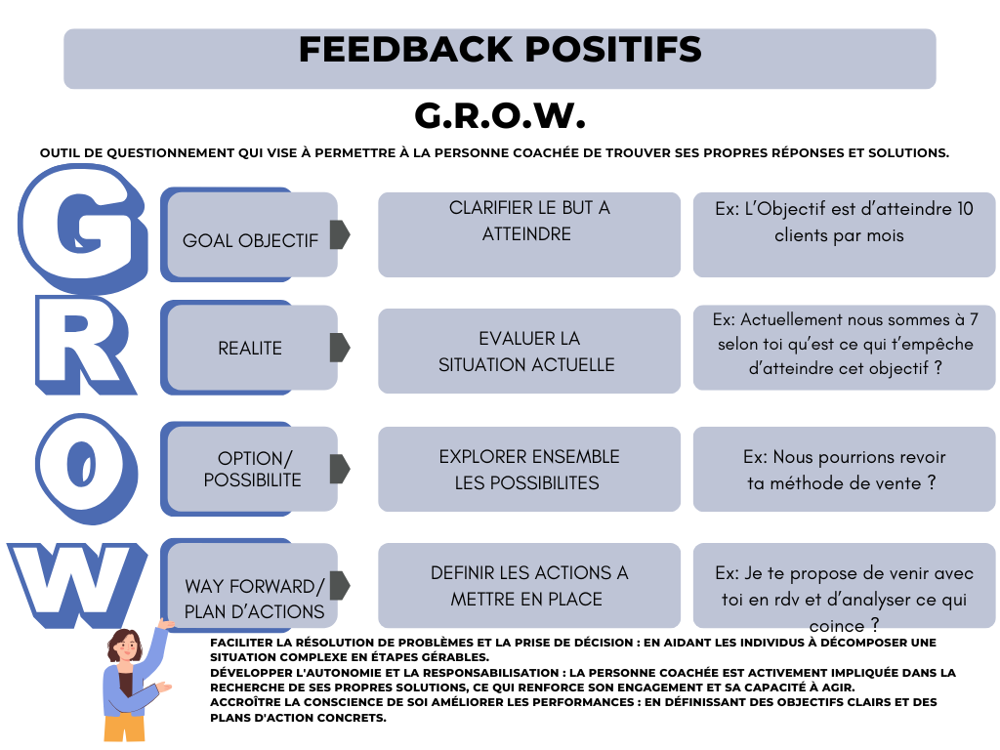 FEEDBACK POSITIFS
G.R.O.W.
OUTIL DE QUESTIONNEMENT QUI VISE À PERMETTRE À LA PERSONNE COACHÉE DE TROUVER SES PROPRES RÉPONSES ET SOLUTIONS.
G
GOAL OBJECTIF
CLARIFIER LE BUT A
ATTEINDRE
Ex: L'Objectif est d'atteindre 10
clients par mois
R
REALITE
EVALUER LA
SITUATION ACTUELLE
Ex: Actuellement nous sommes à 7
selon toi qu'est ce qui t'empêche
d'atteindre cet objectif ?
O
OPTION/
POSSIBILITE
EXPLORER ENSEMBLE
LES POSSIBILITES
Ex: Nous pourrions revoir
ta méthode de vente ?
W
WAY FORWARD/
PLAN D'ACTIONS
DEFINIR LES ACTIONS A
METTRE EN PLACE
Ex: Je te propose de venir avec
toi en rdv et d'analyser ce qui
coince ?
FACILITER LA RÉSOLUTION DE PROBLÈMES ET LA PRISE DE DÉCISION : EN AIDANT LES INDIVIDUS À DÉCOMPOSER UNE
SITUATION COMPLEXE EN ÉTAPES GÉRABLES.
DÉVELOPPER L'AUTONOMIE ET LA RESPONSABILISATION : LA PERSONNE COACHÉE EST ACTIVEMENT IMPLIQUÉE DANS LA
RECHERCHE DE SES PROPRES SOLUTIONS, CE QUI RENFORCE SON ENGAGEMENT ET SA CAPACITÉ À AGIR.
ACCROÎTRE LA CONSCIENCE DE SOI AMÉLIORER LES PERFORMANCES : EN DÉFINISSANT DES OBJECTIFS CLAIRS ET DES
PLANS D'ACTION CONCRETS.